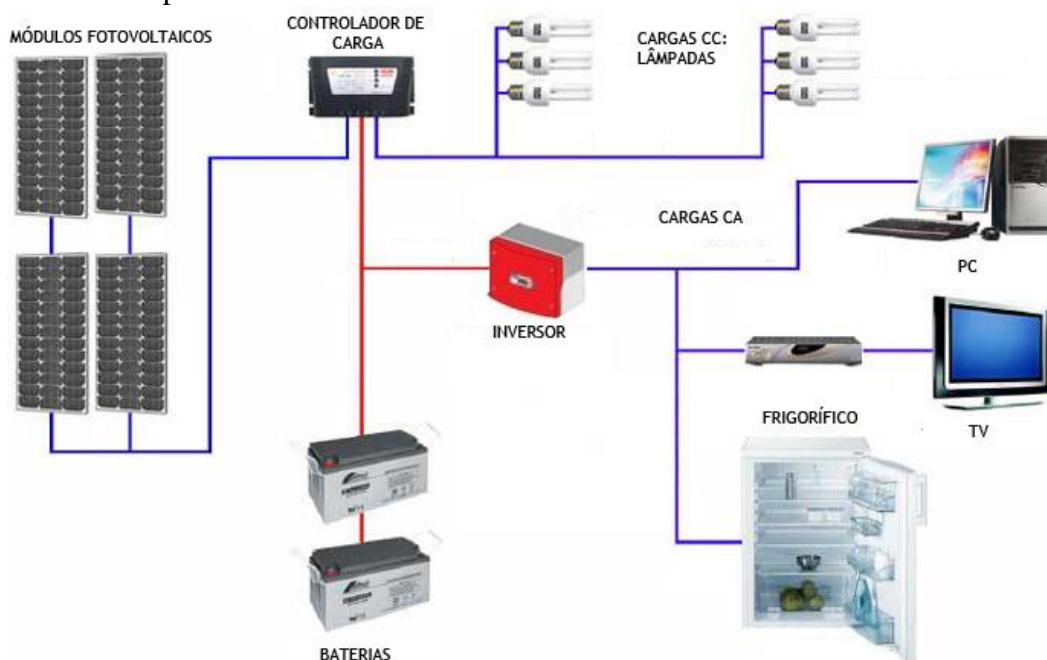 MÓDULOS FOTOVOLTAICOS
CONTROLADOR DE
CARGA
CARGAS CC:
LÂMPADAS
CARGAS CA
PC
INVERSOR
TV
FRIGORÍFICO
BATERIAS